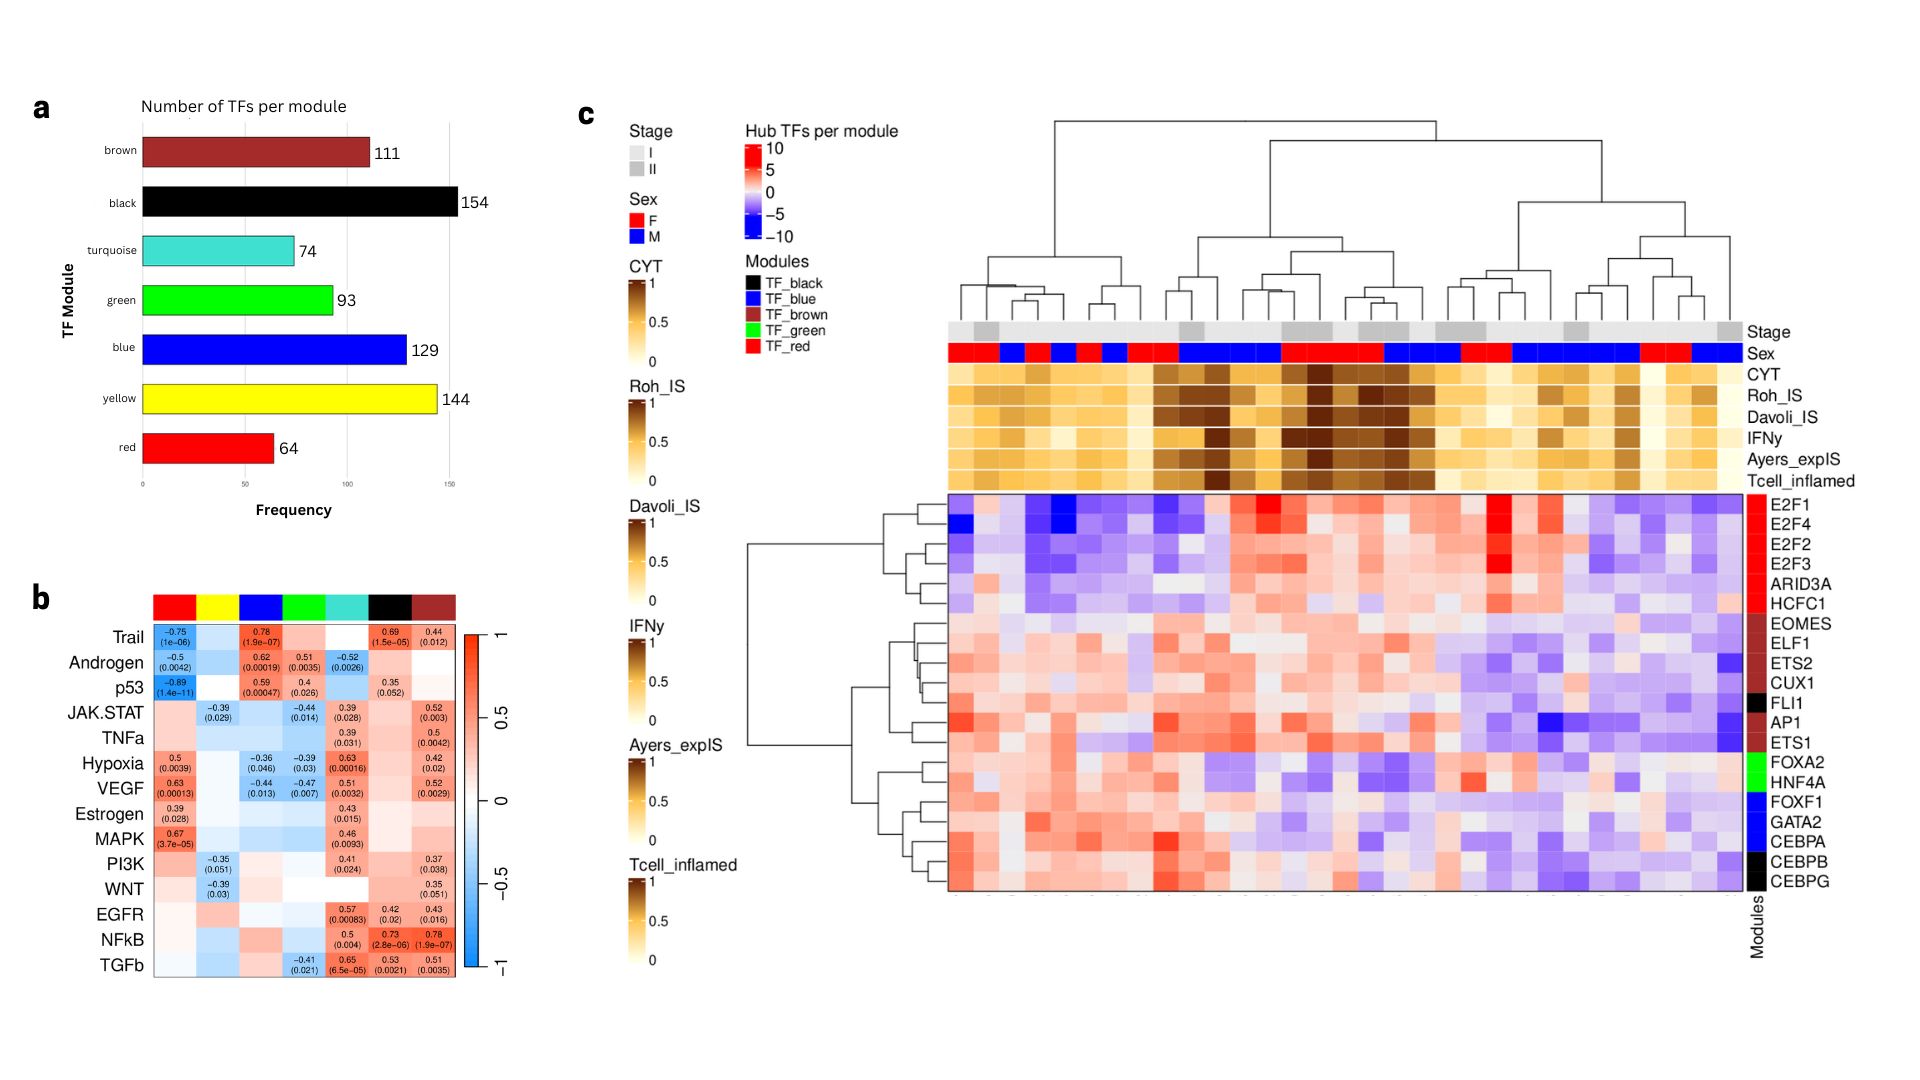 a
Number of TFs per module
brown
111
black
154
turquoise
74
green
93
blue
129
yellow
144
red
64
0
50
100
150
TF Module
Frequency
b
Trail
Androgen
p53
JAK.STAT
TNFa
Hypoxia
VEGF
Estrogen
MAPK
PI3K
WNT
EGFR
NFkB
TGFb
−0.75 0.78 0.69 0.44
(1e−06) (1.9e−07) (1.5e−05) (0.012)
−0.5 0.62 0.51 −0.52
(0.0042) (0.00019) (0.0035) (0.0026)
−0.89 0.59 0.4 0.35
(1.4e−11) (0.00047) (0.026) (0.052)
−0.39 −0.44 0.39 0.52
(0.029) (0.014) (0.028) (0.003)
0.39 0.5
(0.031) (0.0042)
0.5 −0.36 −0.39 0.63 0.42
(0.0039) (0.046) (0.03) (0.00016) (0.02)
0.63 −0.44 −0.47 0.51 0.52
(0.00013) (0.013) (0.007) (0.0032) (0.0029)
0.39 0.43
(0.028) (0.015)
0.67 0.46
(3.7e−05) (0.0093)
−0.35 0.41 0.37
(0.051) (0.024) (0.038)
−0.39 0.35
(0.03) (0.051)
0.57 0.42 0.43
(0.00083) (0.02) (0.016)
0.5 0.73 0.78
(0.004) (2.8e−06) (1.9e−07)
−0.41 0.65 0.53 0.51
(0.021) (6.5e−05) (0.0021) (0.0035)
1
0.5
0
−0.5
−1
c
Stage
I
II
Sex
F
M
CYT
1
0.5
0
Roh_IS
1
0.5
0
Davoli_IS
1
0.5
0
IFNy
1
0.5
0
Ayers_expIS
1
0.5
0
Tcell_inflamed
1
0.5
0
Hub TFs per module
10
5
0
−5
−10
Modules
TF_black
TF_blue
TF_brown
TF_green
TF_red
Stage
Sex
CYT
Roh_IS
Davoli_IS
IFNy
Ayers_expIS
Tcell_inflamed
E2F1
E2F4
E2F2
E2F3
ARID3A
HCFC1
EOMES
ELF1
ETS2
CUX1
FLI1
AP1
ETS1
FOXA2
HNF4A
FOXF1
GATA2
CEBPA
CEBPB
CEBPG
Modules